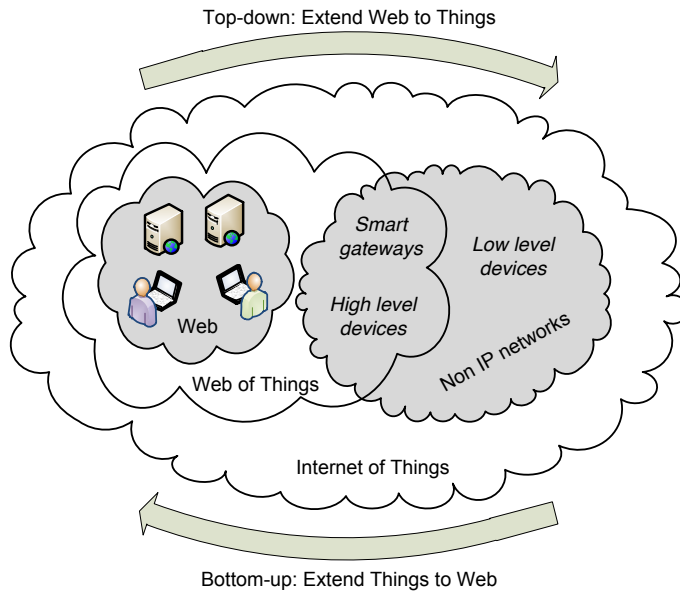 Top-down: Extend Web to Things
Smart
gateways
Low level
devices
High level
devices
Web
Non IP networks
Web of Things
Internet of Things
Bottom-up: Extend Things to Web